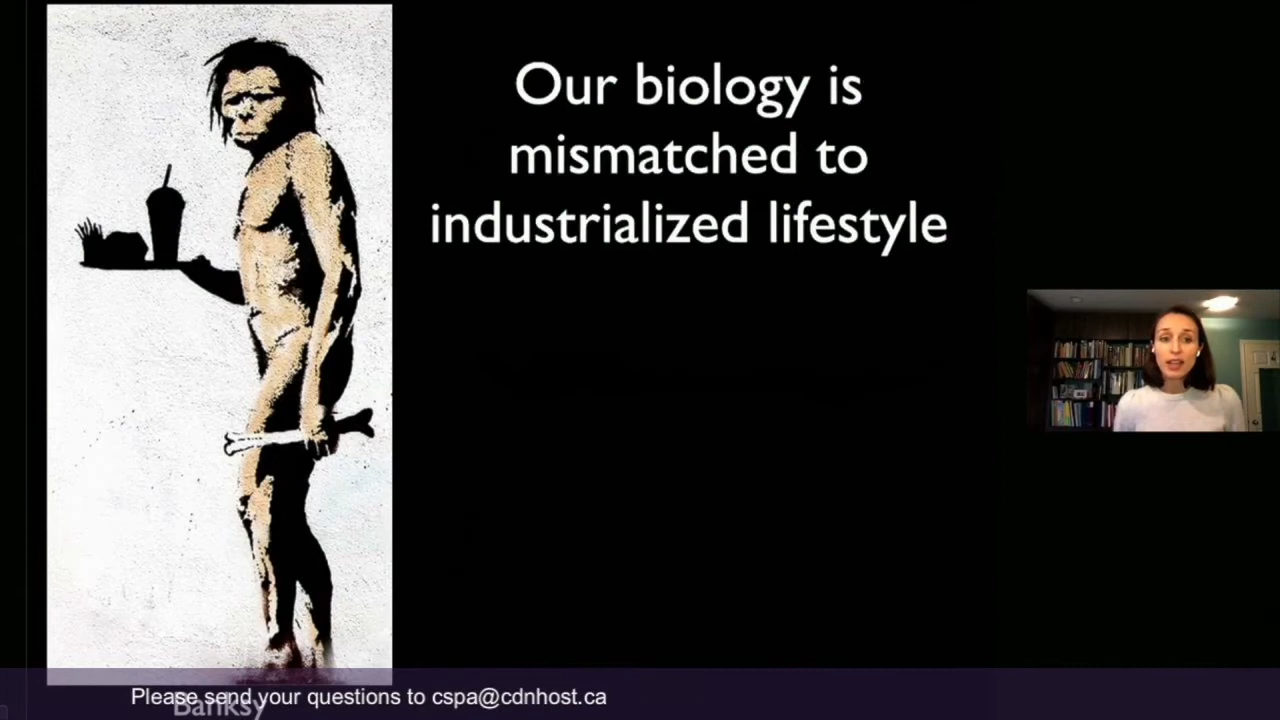 Our biology is
mismatched to
industrialized lifestyle
Please send your questions to cspa@cdnhost.ca
Banksy